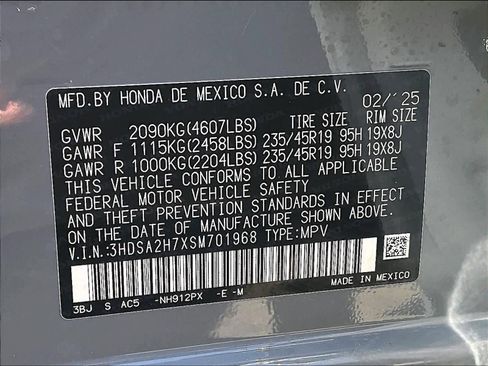 MFD.BY HONDA DE MEXICO S.A. DE C.V.
02/'25
GVWR 2090KG(4607LBS) TIRE SIZE RIM SIZE
GAWR F 1115KG(2458LBS) 235/45R19 95H 19X8J
GAWR R 1000KG(2204LBS) 235/45R19 95H 19X8J
THIS VEHICLE CONFORMS TO ALL APPLICABLE
FEDERAL MOTOR VEHICLE SAFETY
AND THEFT PREVENTION STANDARDS IN EFFECT
ON THE DATE OF MANUFACTURE SHOWN ABOVE.
V.I.N.:3HDSA2H7XSM701968 TYPE:MPV
3BJ S AC5 -NH912PX -E -M
MADE IN MEXICO